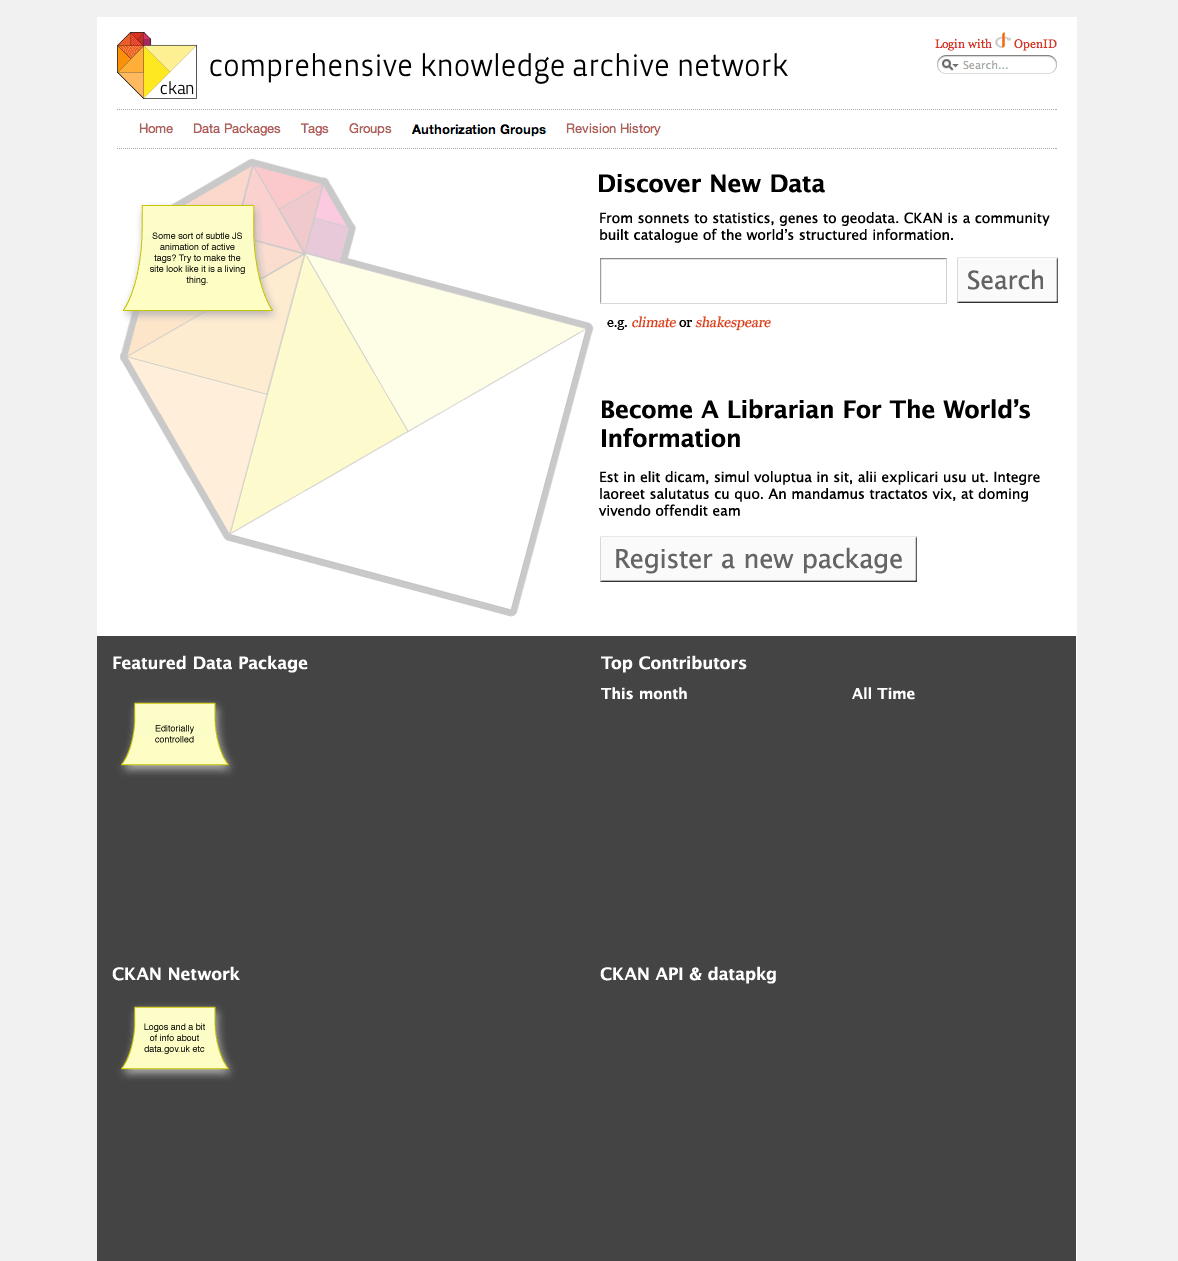 ckan
comprehensive knowledge archive network
Login with OpenID
Search...
Home Data Packages Tags Groups Authorization Groups Revision History
Some sort of subtle JS
animation of active
tags? Try to make the
site look like it is a living
thing.
Discover New Data
From sonnets to statistics, genes to geodata. CKAN is a community
built catalogue of the world’s structured information.
Search
e.g. climate or shakespeare
Become A Librarian For The World’s
Information
Est in elit dicam, simul voluptua in sit, alii explicari usu ut. Integre
laoreet salutatus cu quo. An mandamus tractatos vix, at doming
vivendo offendit eam
Register a new package
Featured Data Package
Editorially
controlled
Top Contributors
This month All Time
CKAN Network
Logos and a bit
of info about
data.gov.uk etc
CKAN API & datapkg